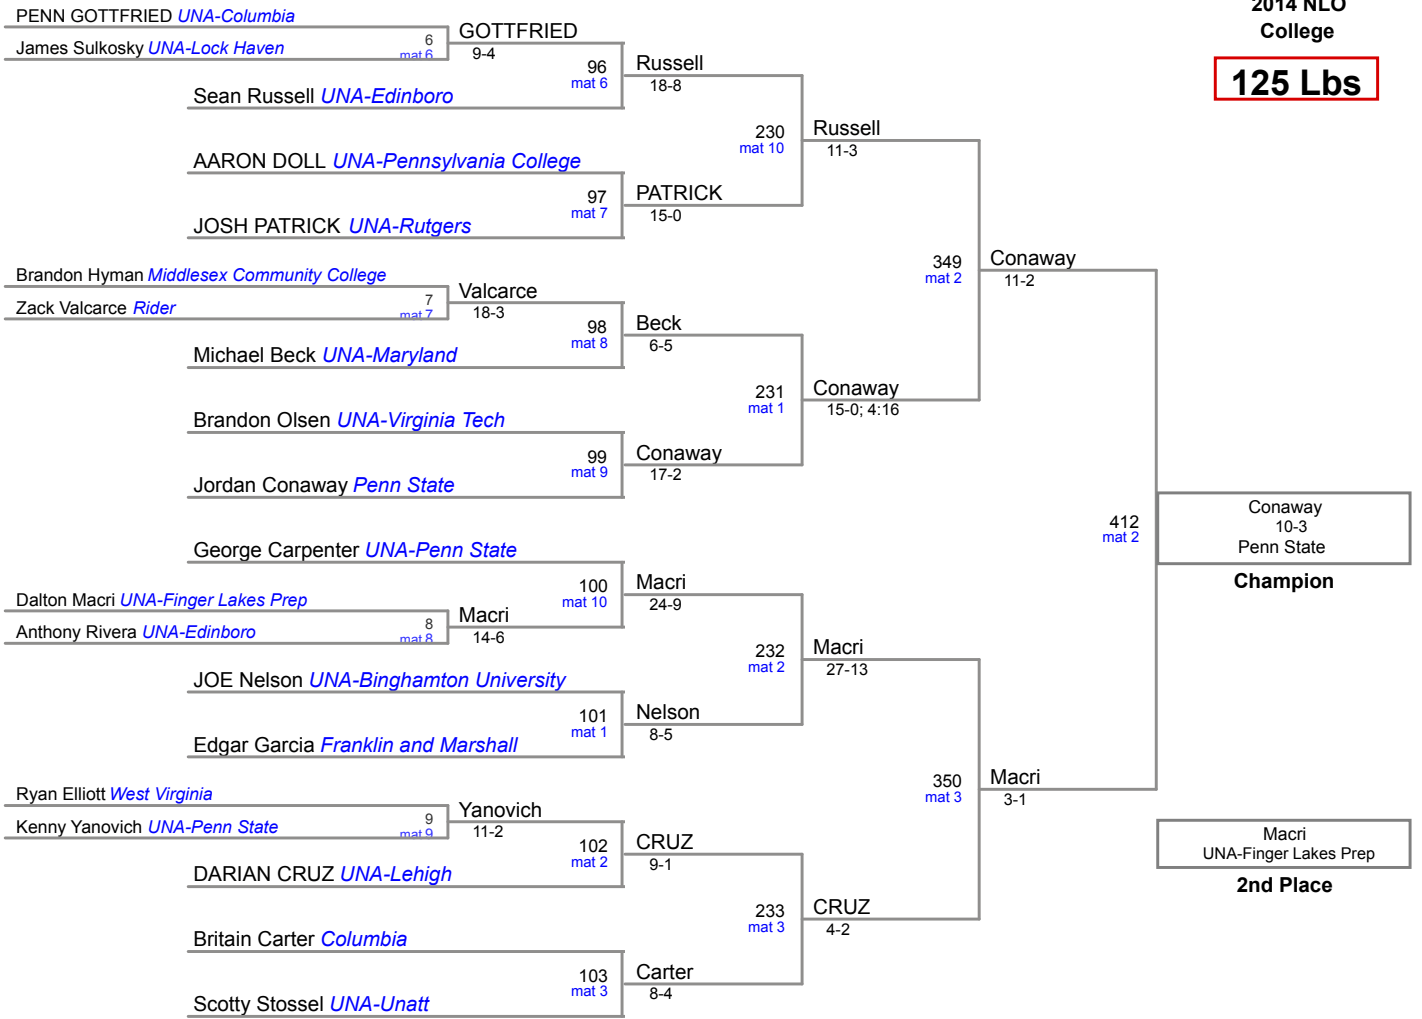 2014 NLO
College
125 Lbs
PENN GOTTFRIED UNA-Columbia
James Sulkosky UNA-Lock Haven
6
mat 6
GOTTFRIED
9-4
Sean Russell UNA-Edinboro
96
mat 6
Russell
18-8
AARON DOLL UNA-Pennsylvania College
JOSH PATRICK UNA-Rutgers
97
mat 7
PATRICK
15-0
230
mat 10
Russell
11-3
Brandon Hyman Middlesex Community College
Zack Valcarce Rider
7
mat 7
Valcarce
18-3
Michael Beck UNA-Maryland
98
mat 8
Beck
6-5
Brandon Olsen UNA-Virginia Tech
Jordan Conaway Penn State
99
mat 9
Conaway
17-2
231
mat 1
Conaway
15-0; 4:16
349
mat 2
Conaway
11-2
George Carpenter UNA-Penn State
Dalton Macri UNA-Finger Lakes Prep
Anthony Rivera UNA-Edinboro
8
mat 8
Macri
14-6
100
mat 10
Macri
24-9
JOE Nelson UNA-Binghamton University
Edgar Garcia Franklin and Marshall
101
mat 1
Nelson
8-5
232
mat 2
Macri
27-13
Ryan Elliott West Virginia
Kenny Yanovich UNA-Penn State
9
mat 9
Yanovich
11-2
DARIAN CRUZ UNA-Lehigh
102
mat 2
CRUZ
9-1
Britain Carter Columbia
Scotty Stossel UNA-Unatt
103
mat 3
Carter
8-4
233
mat 3
CRUZ
4-2
350
mat 3
Macri
3-1
412
mat 2
Conaway
10-3
Penn State
Champion
Macri
UNA-Finger Lakes Prep
2nd Place